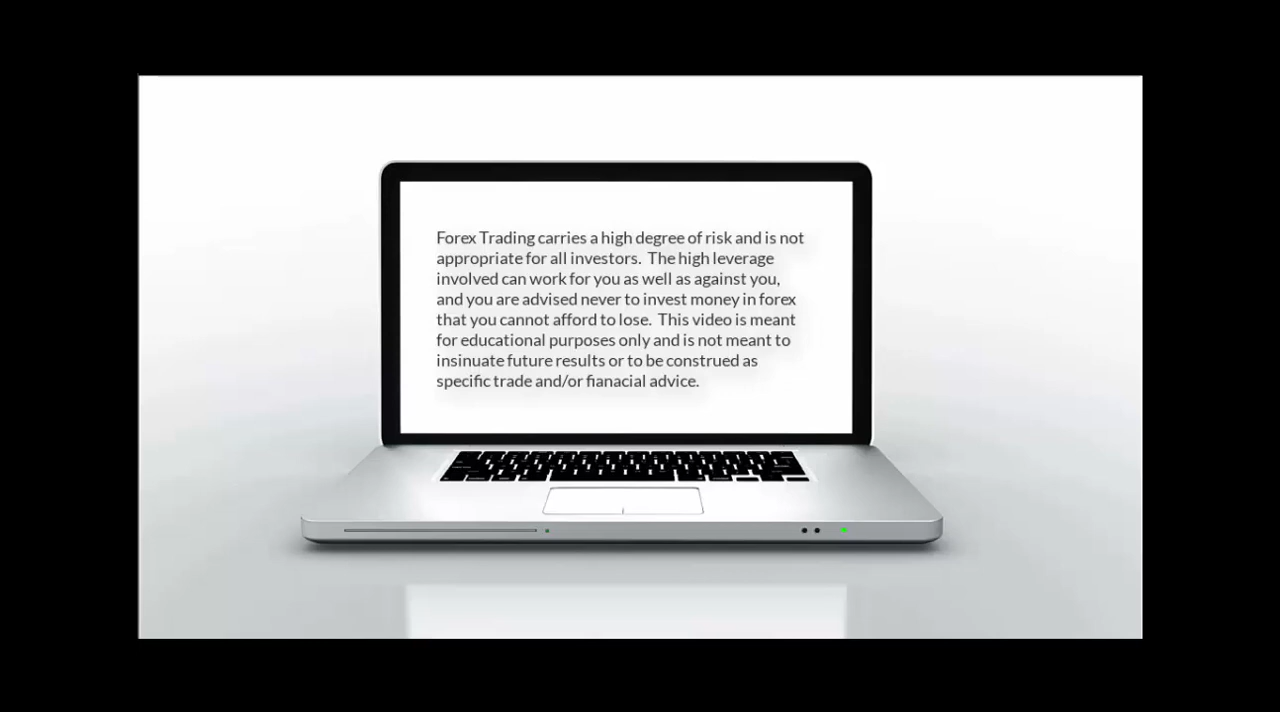 Forex Trading carries a high degree of risk and is not
appropriate for all investors.  The high leverage
involved can work for you as well as against you,
and you are advised never to invest money in forex
that you cannot afford to lose.  This video is meant
for educational purposes only and is not meant to
insinuate future results or to be construed as
specific trade and/or fianacial advice.